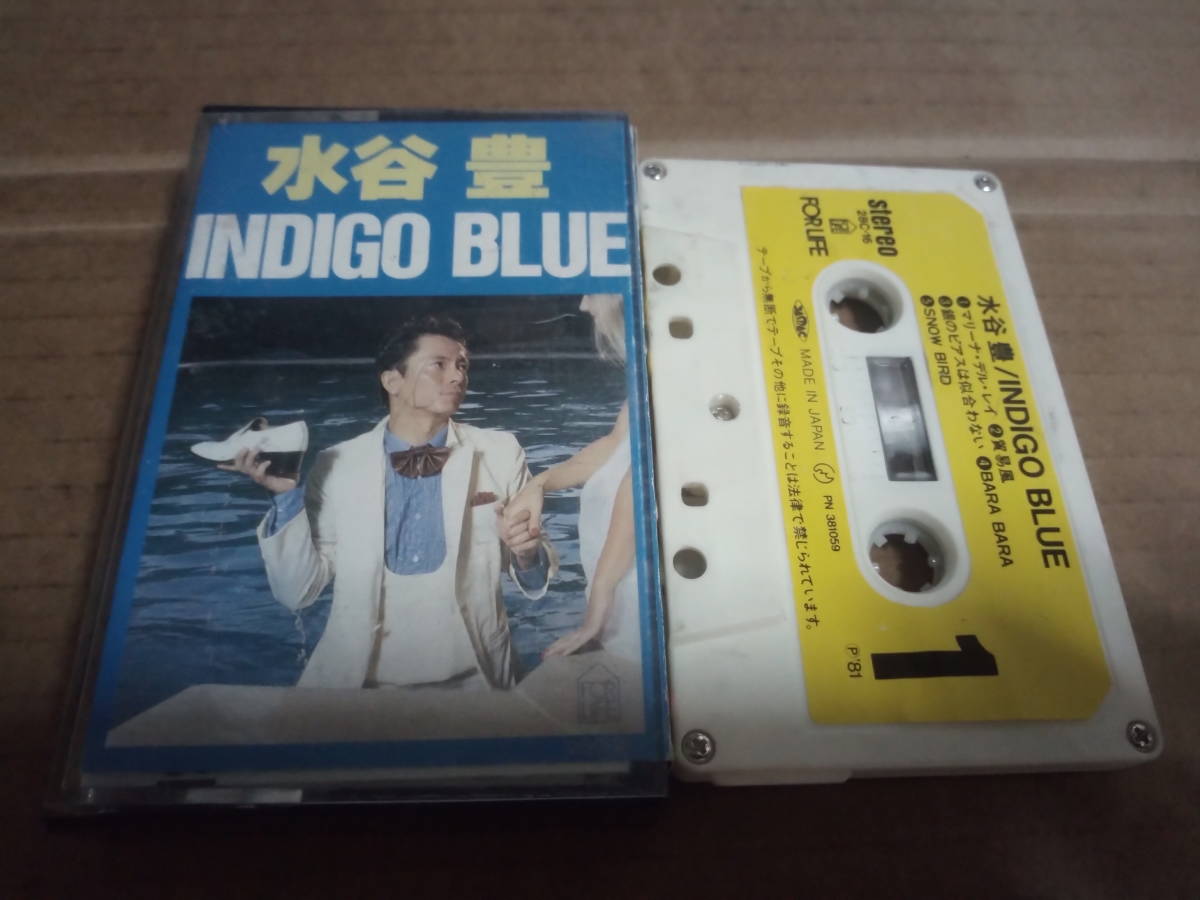 水谷 豊
INDIGO BLUE
stereo
28C-16
FOR LIFE
水谷 豊/INDIGO BLUE
❶マリーナ・デル・レイ ❷貿易風
❸銀のピアスは似合わない ❹BARA BARA
❺SNOW BIRD
MADE IN JAPAN
PN 381059
テープから無断でテープその他に録音することは法律で禁じられています。
1
Ⓟ'81